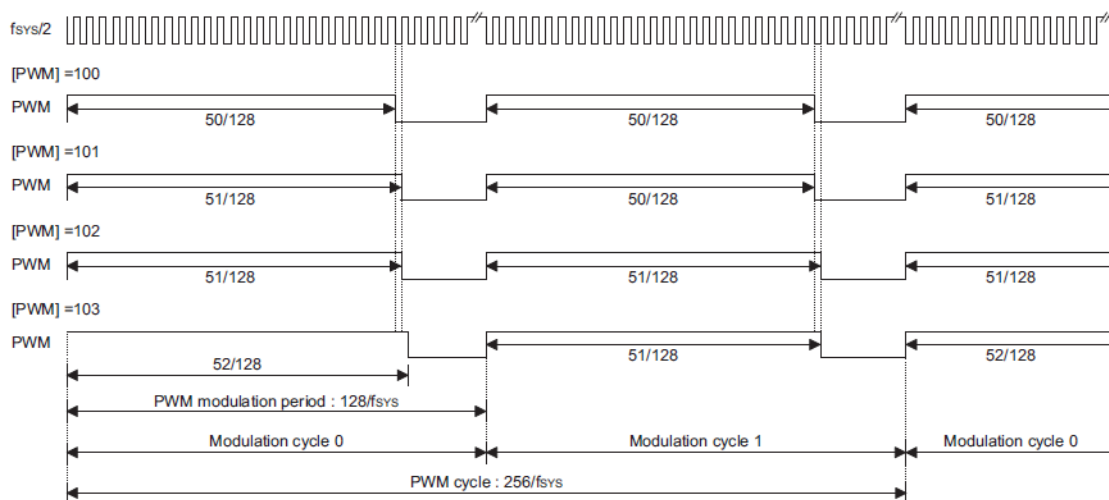 fSYS/2
[PWM] =100
PWM
50/128 50/128 50/128
[PWM] =101
PWM
51/128 50/128 51/128
[PWM] =102
PWM
51/128 51/128 51/128
[PWM] =103
PWM
52/128 51/128 52/128
PWM modulation period : 128/fSYS
Modulation cycle 0 Modulation cycle 1 Modulation cycle 0
PWM cycle : 256/fSYS